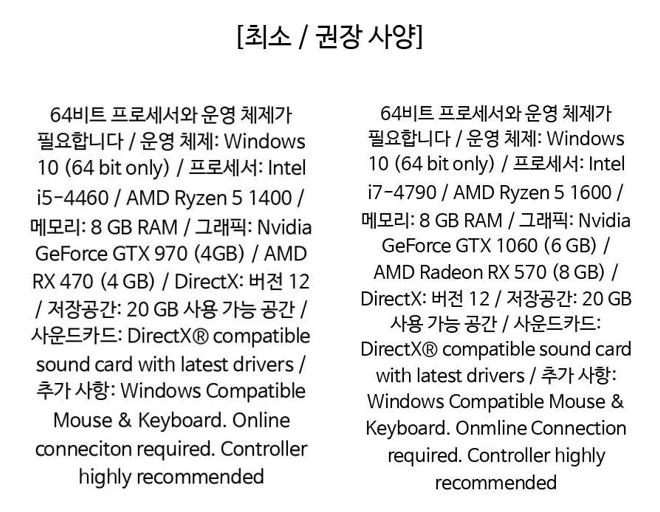 [최소 / 권장 사양]
64비트 프로세서와 운영 체제가
필요합니다 / 운영 체제: Windows
10 (64 bit only) / 프로세서: Intel
i5-4460 / AMD Ryzen 5 1400 /
메모리: 8 GB RAM / 그래픽: Nvidia
GeForce GTX 970 (4GB) / AMD
RX 470 (4 GB) / DirectX: 버전 12
/ 저장공간: 20 GB 사용 가능 공간 /
사운드카드: DirectX® compatible
sound card with latest drivers /
추가 사항: Windows Compatible
Mouse & Keyboard. Online
conneciton required. Controller
highly recommended
64비트 프로세서와 운영 체제가
필요합니다 / 운영 체제: Windows
10 (64 bit only) / 프로세서: Intel
i7-4790 / AMD Ryzen 5 1600 /
메모리: 8 GB RAM / 그래픽: Nvidia
GeForce GTX 1060 (6 GB) /
AMD Radeon RX 570 (8 GB) /
DirectX: 버전 12 / 저장공간: 20 GB
사용 가능 공간 / 사운드카드:
DirectX® compatible sound card
with latest drivers / 추가 사항:
Windows Compatible Mouse &
Keyboard. Onmline Connection
required. Controller highly
recommended